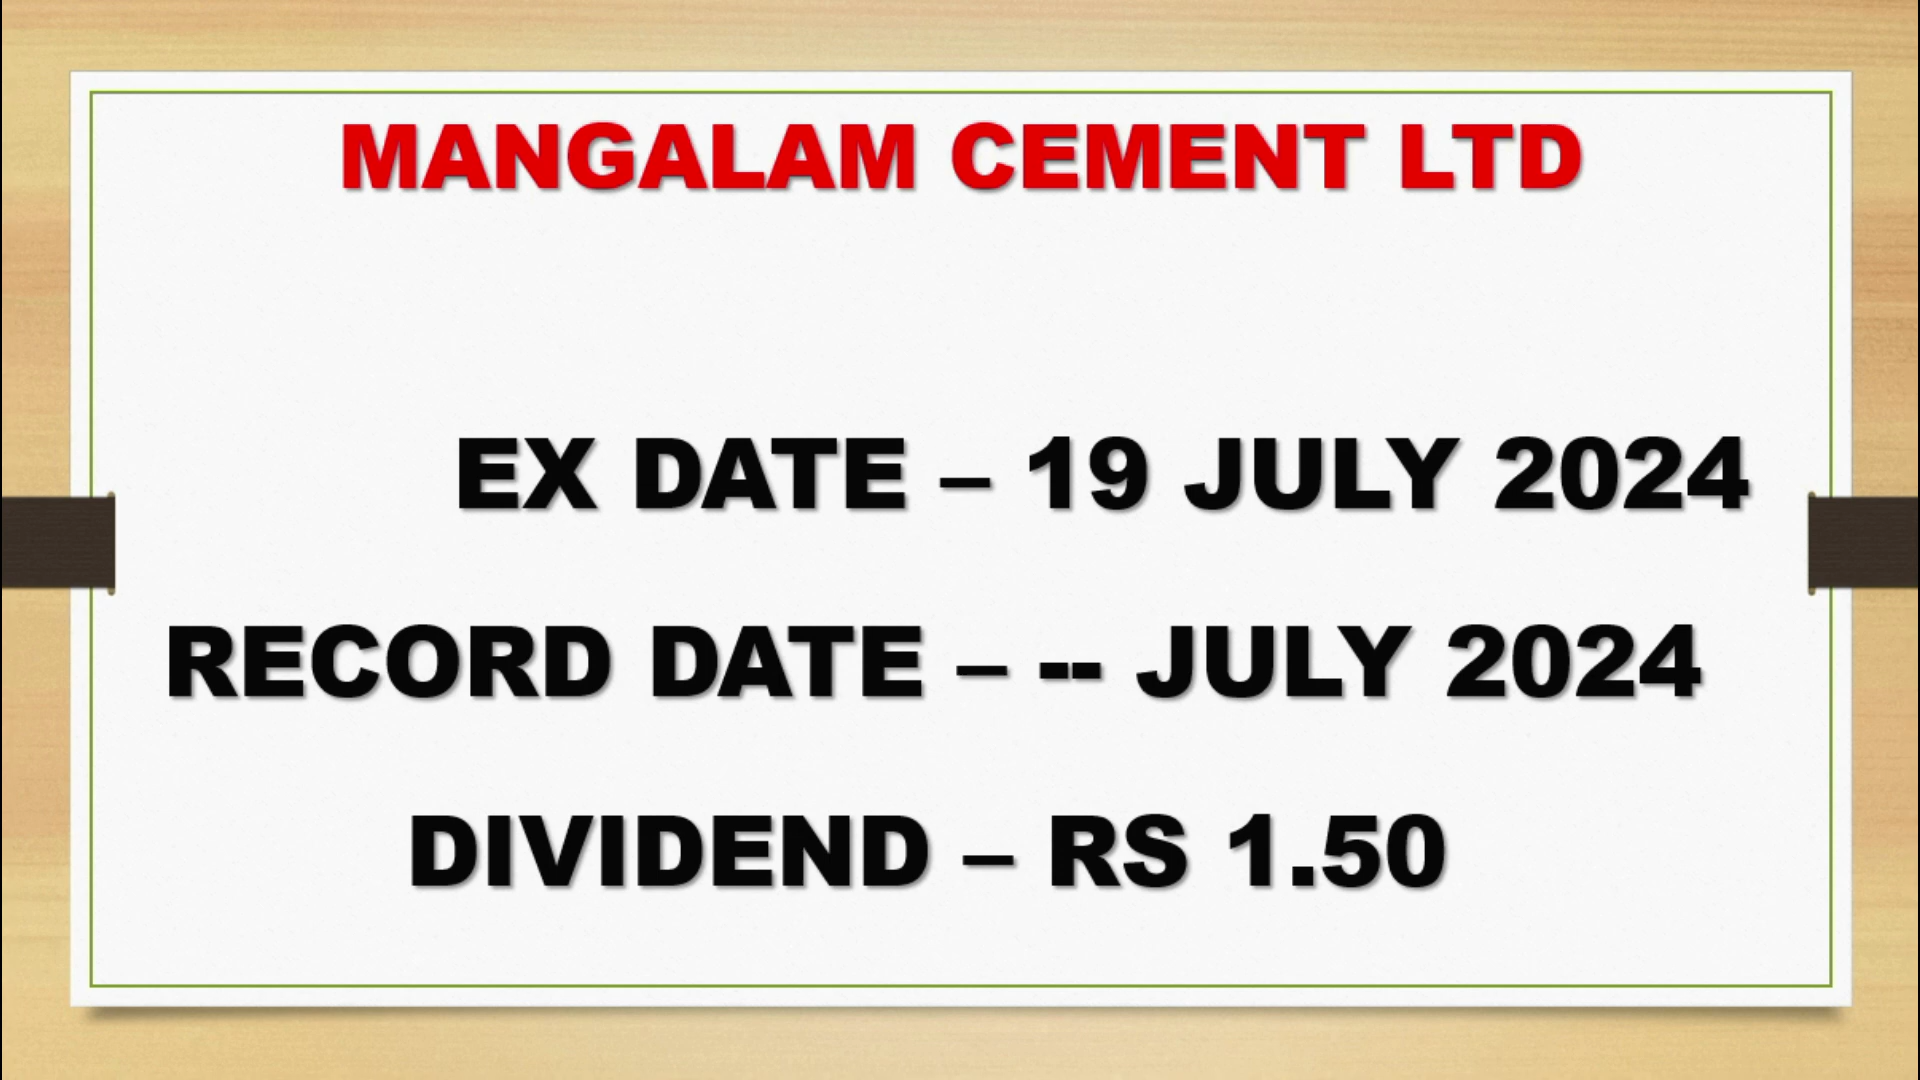 MANGALAM CEMENT LTD
EX DATE – 19 JULY 2024
RECORD DATE – -- JULY 2024
DIVIDEND – RS 1.50